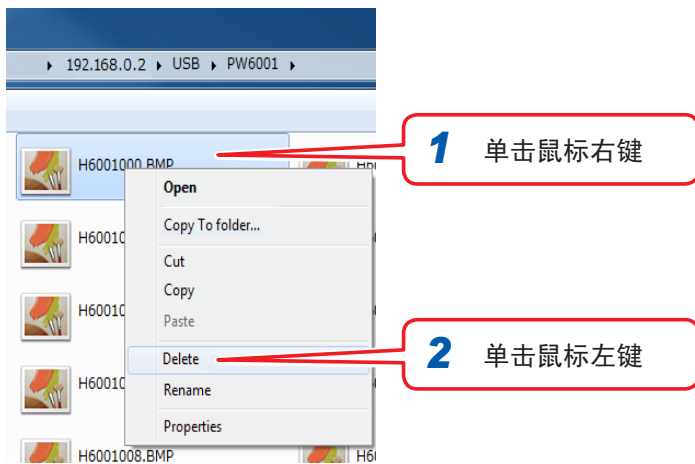 192.168.0.2 ▸ USB ▸ PW6001 ▸
H6001000.BMP
1 单击鼠标右键
Open
Copy To folder...
Cut
Copy
Paste
Delete
2 单击鼠标左键
Rename
Properties
H6001008.BMP